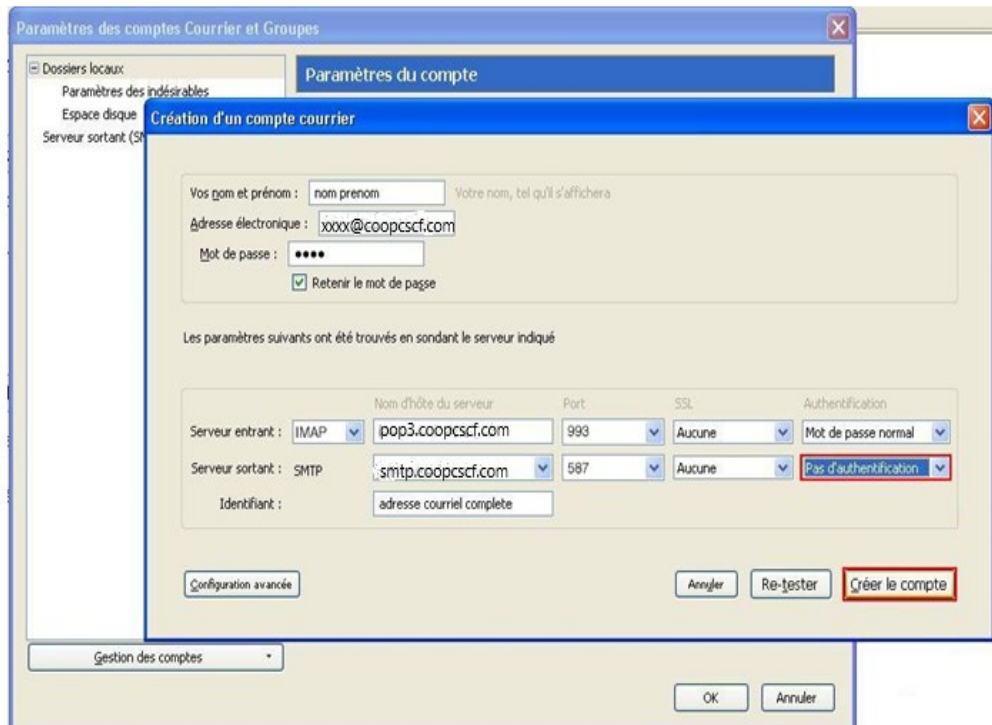 Paramètres des comptes Courrier et Groupes
Dossiers locaux
Paramètres des indésirables
Espace disque
Serveur sortant (SM
Paramètres du compte
Création d'un compte courrier
Vos nom et prénom : nom prenom Votre nom, tel qu'il s'affichera
Adresse électronique : xxxx@coopcscf.com
Mot de passe : ••••
Retenir le mot de passe
Les paramètres suivants ont été trouvés en sondant le serveur indiqué
Nom d'hôte du serveur Port SSL Authentification
Serveur entrant : IMAP pop3.coopcscf.com 993 Aucune Mot de passe normal
Serveur sortant : SMTP smtp.coopcscf.com 587 Aucune Pas d'authentification
Identifiant : adresse courriel complete
Configuration avancée Annuler Re-tester Créer le compte
Gestion des comptes
OK Annuler